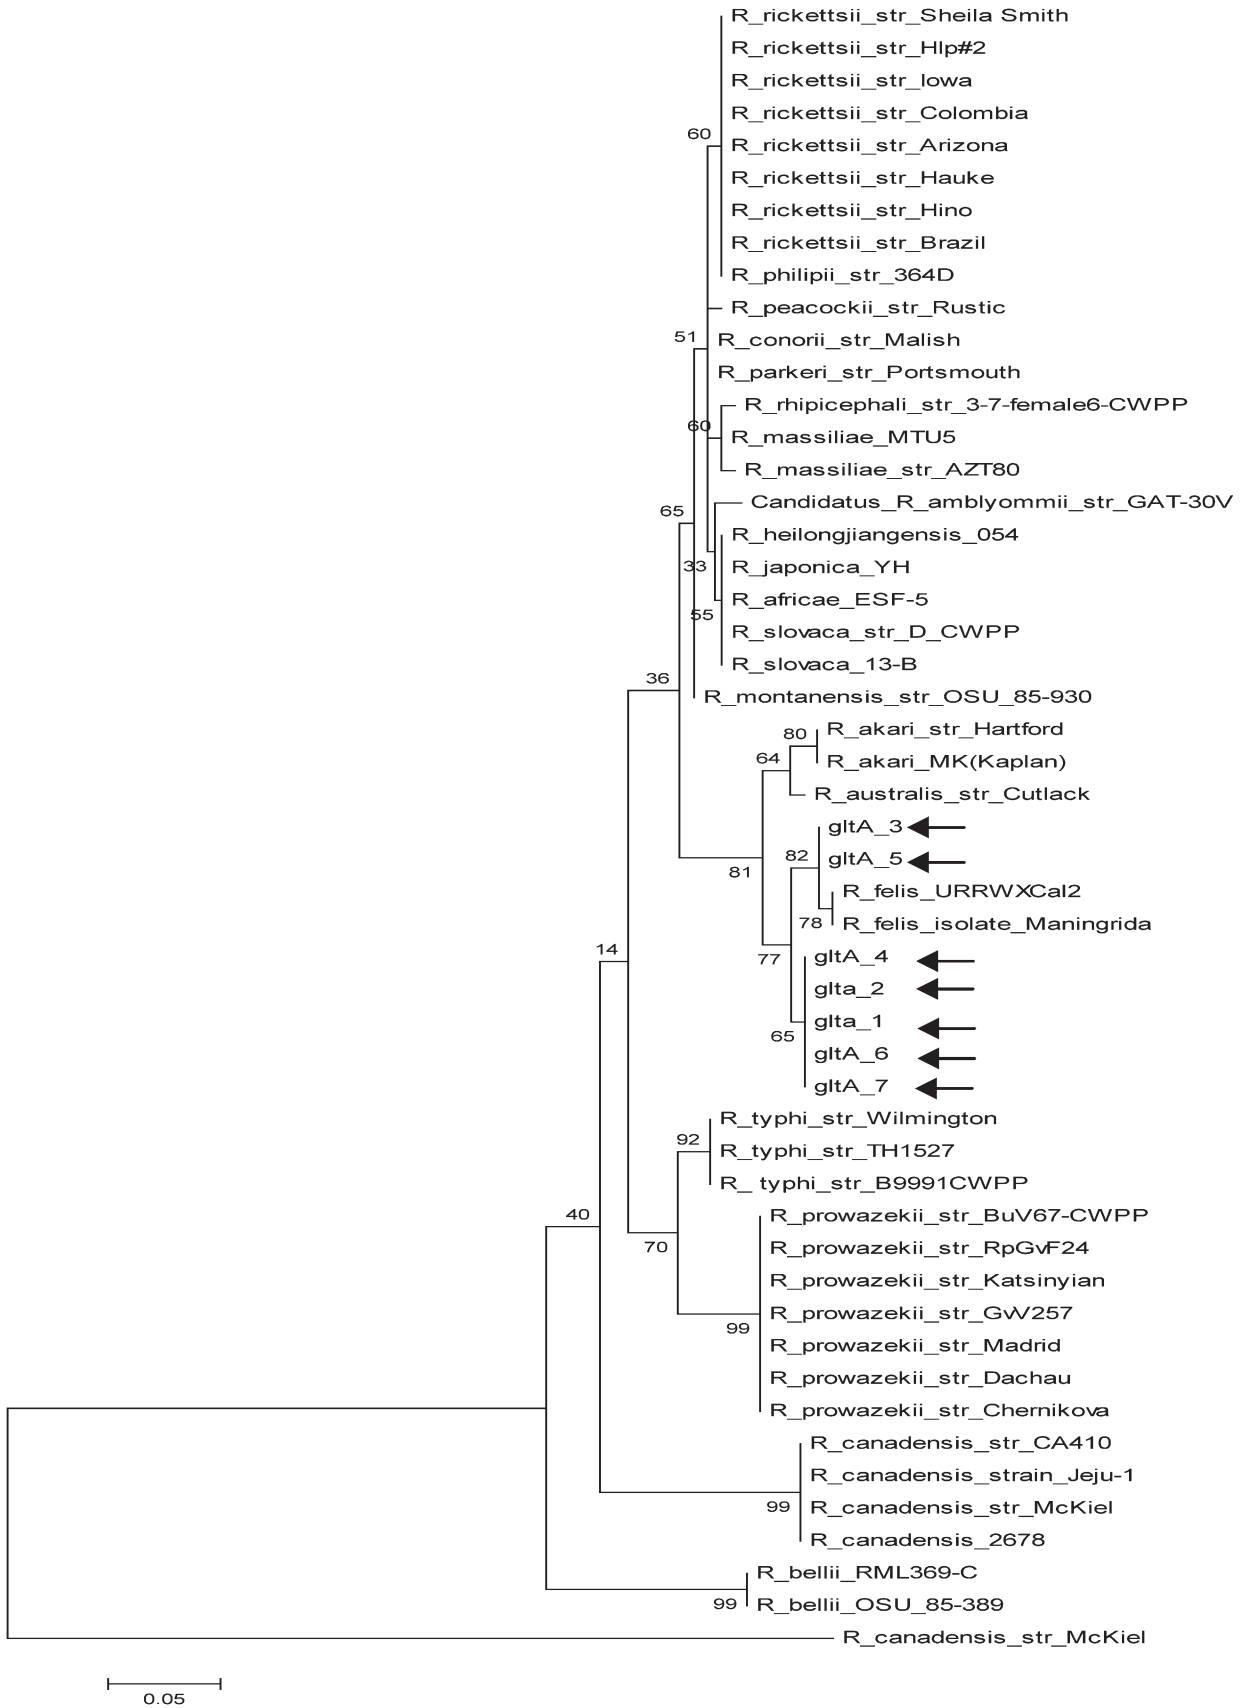 R_rickettsii_str_Sheila Smith
R_rickettsii_str_Hlp#2
R_rickettsii_str_Iowa
R_rickettsii_str_Colombia
60
R_rickettsii_str_Arizona
R_rickettsii_str_Hauke
R_rickettsii_str_Hino
R_rickettsii_str_Brazil
R_philipii_str_364D
R_peacockii_str_Rustic
51
R_conorii_str_Malish
R_parkeri_str_Portsmouth
R_rhipicephali_str_3-7-female6-CWPP
60
R_massiliae_MTU5
R_massiliae_str_AZT80
Candidatus_R_amblyommii_str_GAT-30V
65
R_heilongjiangensis_054
33
R_japonica_YH
R_africae_ESF-5
55
R_slovaca_str_D_CWPP
R_slovaca_13-B
36
R_montanensis_str_OSU_85-930
R_akari_str_Hartford
80
64
R_akari_MK(Kaplan)
R_australis_str_Cutlack
gltA_3
82
gltA_5
81
R_felis_URRWXCal2
78
R_felis_isolate_Maningrida
14
77
gltA_4
glta_2
glta_1
65
gltA_6
gltA_7
R_typhi_str_Wilmington
92
R_typhi_str_TH1527
R_ typhi_str_B9991CWPP
40
R_prowazekii_str_BuV67-CWPP
70
R_prowazekii_str_RpGvF24
R_prowazekii_str_Katsinyian
R_prowazekii_str_GvV257
99
R_prowazekii_str_Madrid
R_prowazekii_str_Dachau
R_prowazekii_str_Chernikova
R_canadensis_str_CA410
R_canadensis_strain_Jeju-1
99
R_canadensis_str_McKiel
R_canadensis_2678
R_bellii_RML369-C
99
R_bellii_OSU_85-389
R_canadensis_str_McKiel
0.05